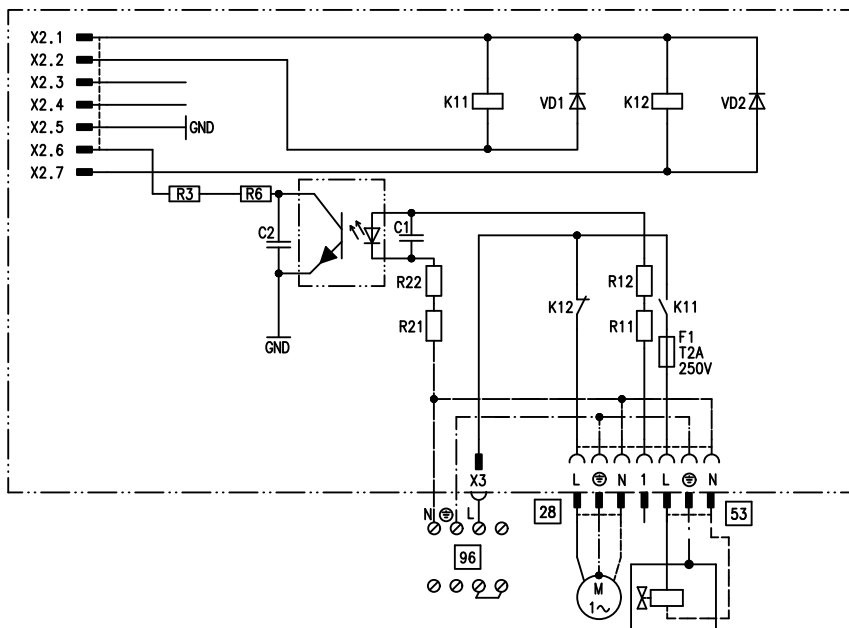 X2.1
X2.2
X2.3
X2.4
X2.5
X2.6
X2.7
GND
K11
VD1
K12
VD2
R3
R6
C2
C1
GND
R22
R21
K12
R12
R11
K11
F1
T2A
250V
X3
L
N
1
L
N
N
L
28
53
96
M
1~